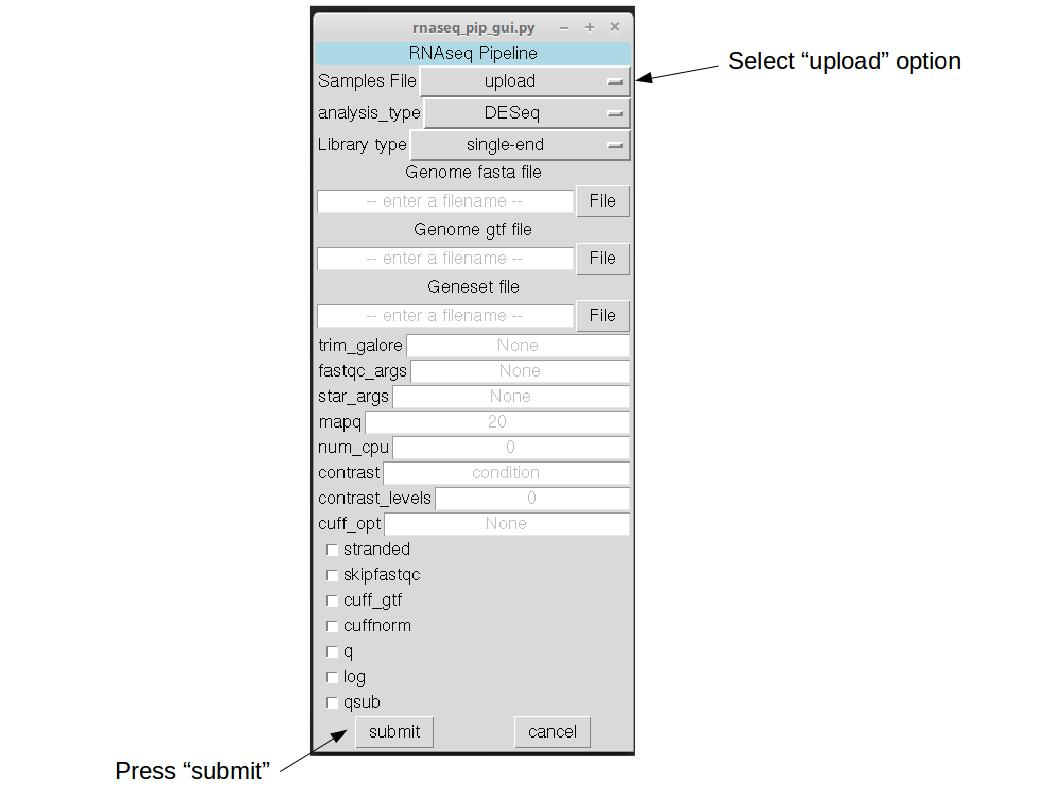 rnaseq_pip_gui.py – + ×
RNAseq Pipeline
Select “upload” option
Samples File upload
analysis_type DESeq
Library type single-end
Genome fasta file
-- enter a filename -- File
Genome gtf file
-- enter a filename -- File
Geneset file
-- enter a filename -- File
trim_galore None
fastqc_args None
star_args None
mapq 20
num_cpu 0
contrast condition
contrast_levels 0
cuff_opt None
stranded
skipfastqc
cuff_gtf
cuffnorm
q
log
qsub
submit cancel
Press “submit”